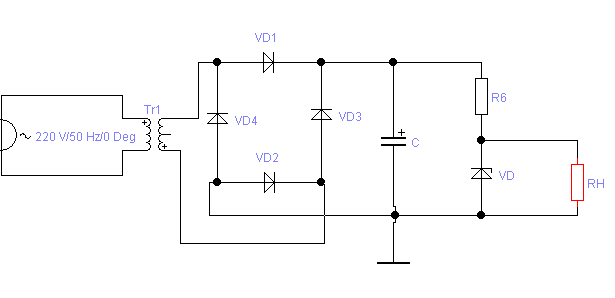 VD1
Tr1
R6
VD4
VD3
220 V/50 Hz/0 Deg
C
VD2
VD
RH